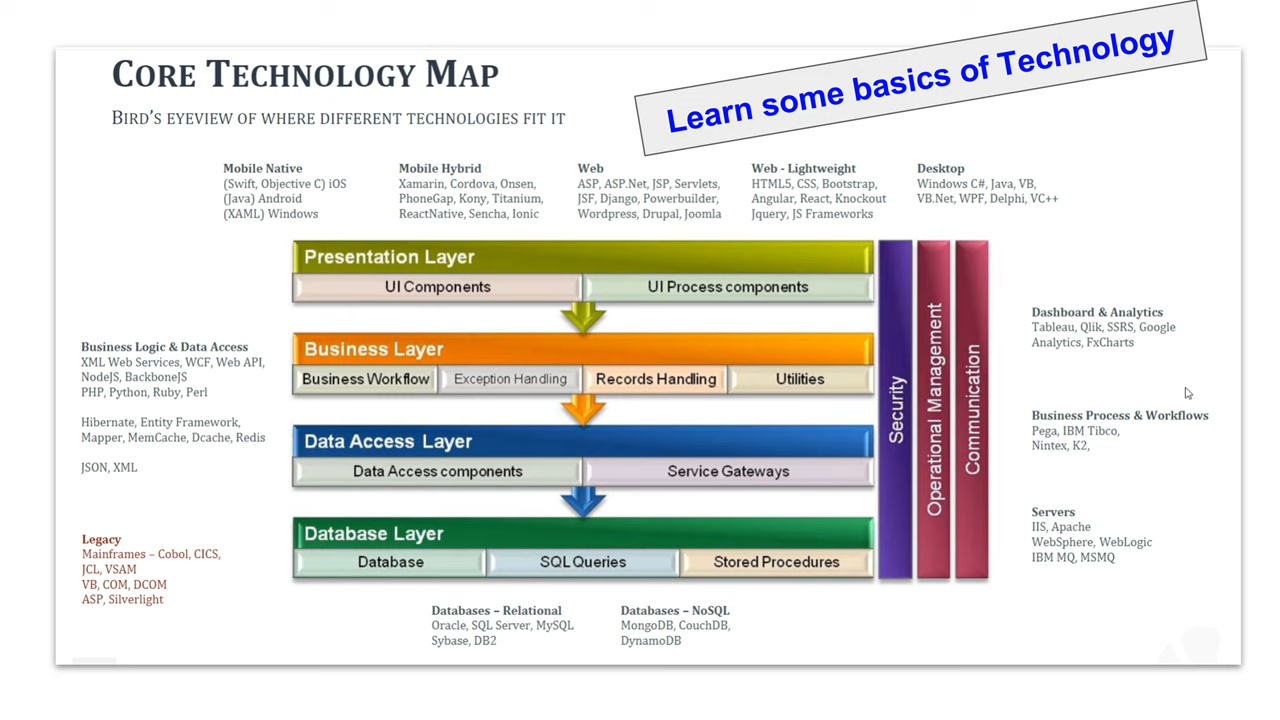 Learn some basics of Technology
CORE TECHNOLOGY MAP
BIRD'S EYEVIEW OF WHERE DIFFERENT TECHNOLOGIES FIT IT
Mobile Native
(Swift, Objective C) iOS
(Java) Android
(XAML) Windows
Mobile Hybrid
Xamarin, Cordova, Onsen,
PhoneGap, Kony, Titanium,
ReactNative, Sencha, Ionic
Web
ASP, ASP.Net, JSP, Servlets,
JSF, Django, Powerbuilder,
Wordpress, Drupal, Joomla
Web - Lightweight
HTML5, CSS, Bootstrap,
Angular, React, Knockout
Jquery, JS Frameworks
Desktop
Windows C#, Java, VB,
VB.Net, WPF, Delphi, VC++
Presentation Layer
UI Components
UI Process components
Business Layer
Business Workflow
Exception Handling
Records Handling
Utilities
Data Access Layer
Data Access components
Service Gateways
Database Layer
Database
SQL Queries
Stored Procedures
Security
Operational Management
Communication
Business Logic & Data Access
XML Web Services, WCF, Web API,
NodeJS, BackboneJS
PHP, Python, Ruby, Perl
Hibernate, Entity Framework,
Mapper, MemCache, Dcache, Redis
JSON, XML
Legacy
Mainframes – Cobol, CICS,
JCL, VSAM
VB, COM, DCOM
ASP, Silverlight
Dashboard & Analytics
Tableau, Qlik, SSRS, Google
Analytics, FxCharts
Business Process & Workflows
Pega, IBM Tibco,
Nintex, K2,
Servers
IIS, Apache
WebSphere, WebLogic
IBM MQ, MSMQ
Databases – Relational
Oracle, SQL Server, MySQL
Sybase, DB2
Databases – NoSQL
MongoDB, CouchDB,
DynamoDB